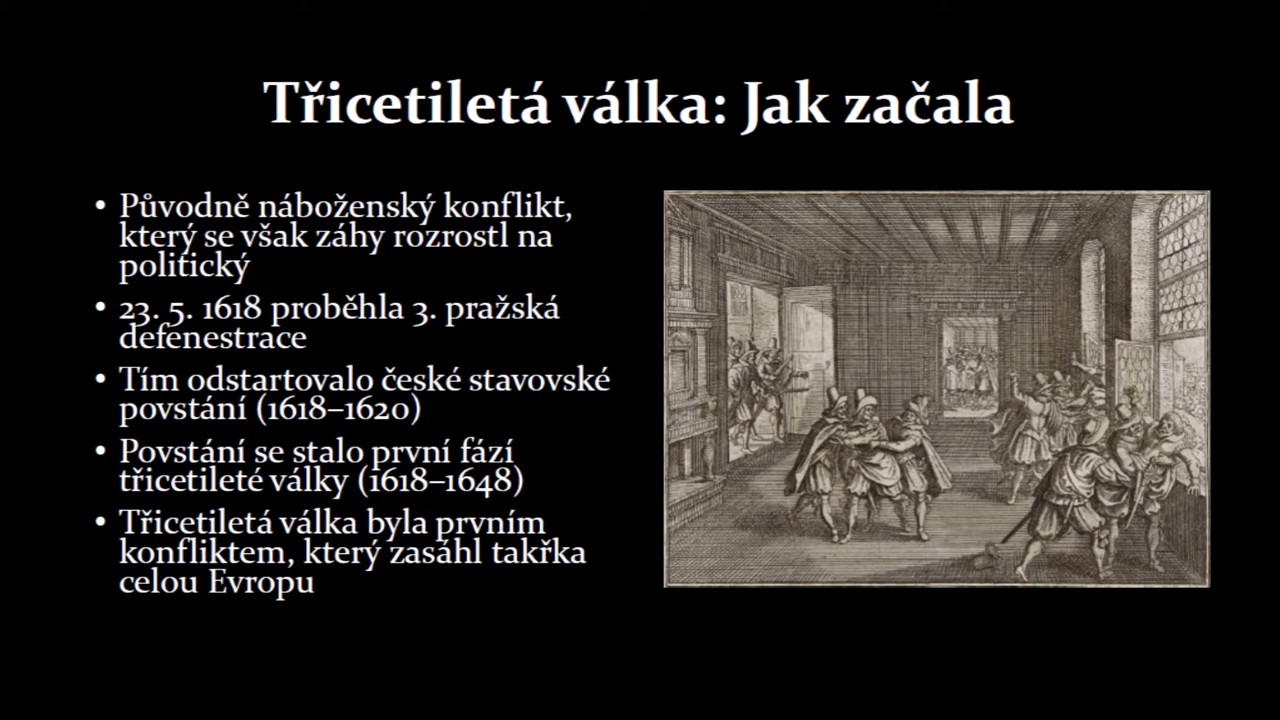 Třicetiletá válka: Jak začala
• Původně náboženský konflikt,
který se však záhy rozrostl na
politický
• 23. 5. 1618 proběhla 3. pražská
defenestrace
• Tím odstartovalo české stavovské
povstání (1618–1620)
• Povstání se stalo první fází
třicetileté války (1618–1648)
• Třicetiletá válka byla prvním
konfliktem, který zasáhl takřka
celou Evropu